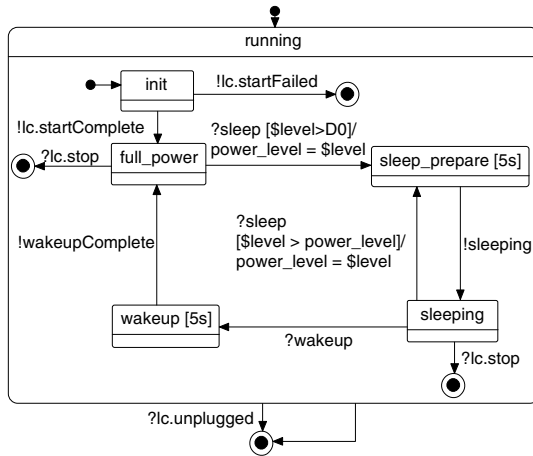 running
init
!lc.startFailed
!lc.startComplete
?sleep [$level>D0]/
power_level = $level
?lc.stop
full_power
sleep_prepare [5s]
?sleep
[$level > power_level]/
power_level = $level
!wakeupComplete
!sleeping
wakeup [5s]
sleeping
?wakeup
?lc.stop
?lc.unplugged